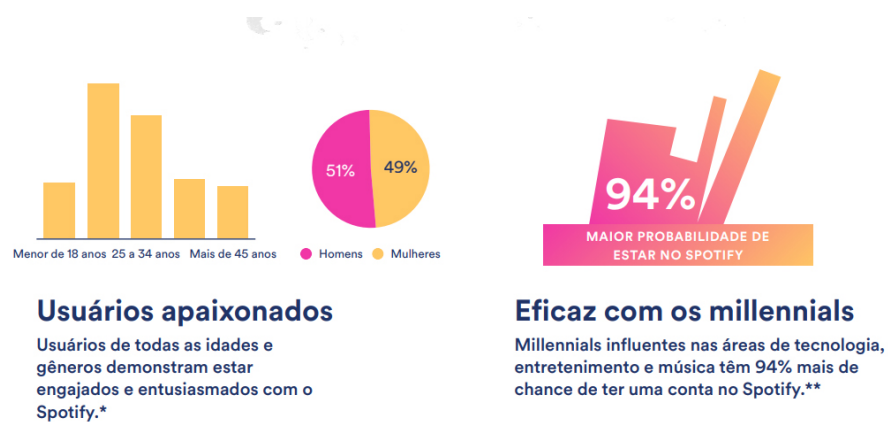 51%
49%
Menor de 18 anos 25 a 34 anos Mais de 45 anos
Homens Mulheres
Usuários apaixonados
Usuários de todas as idades e
gêneros demonstram estar
engajados e entusiasmados com o
Spotify.*
94%
MAIOR PROBABILIDADE DE
ESTAR NO SPOTIFY
Eficaz com os millennials
Millennials influentes nas áreas de tecnologia,
entretenimento e música têm 94% mais de
chance de ter uma conta no Spotify.**